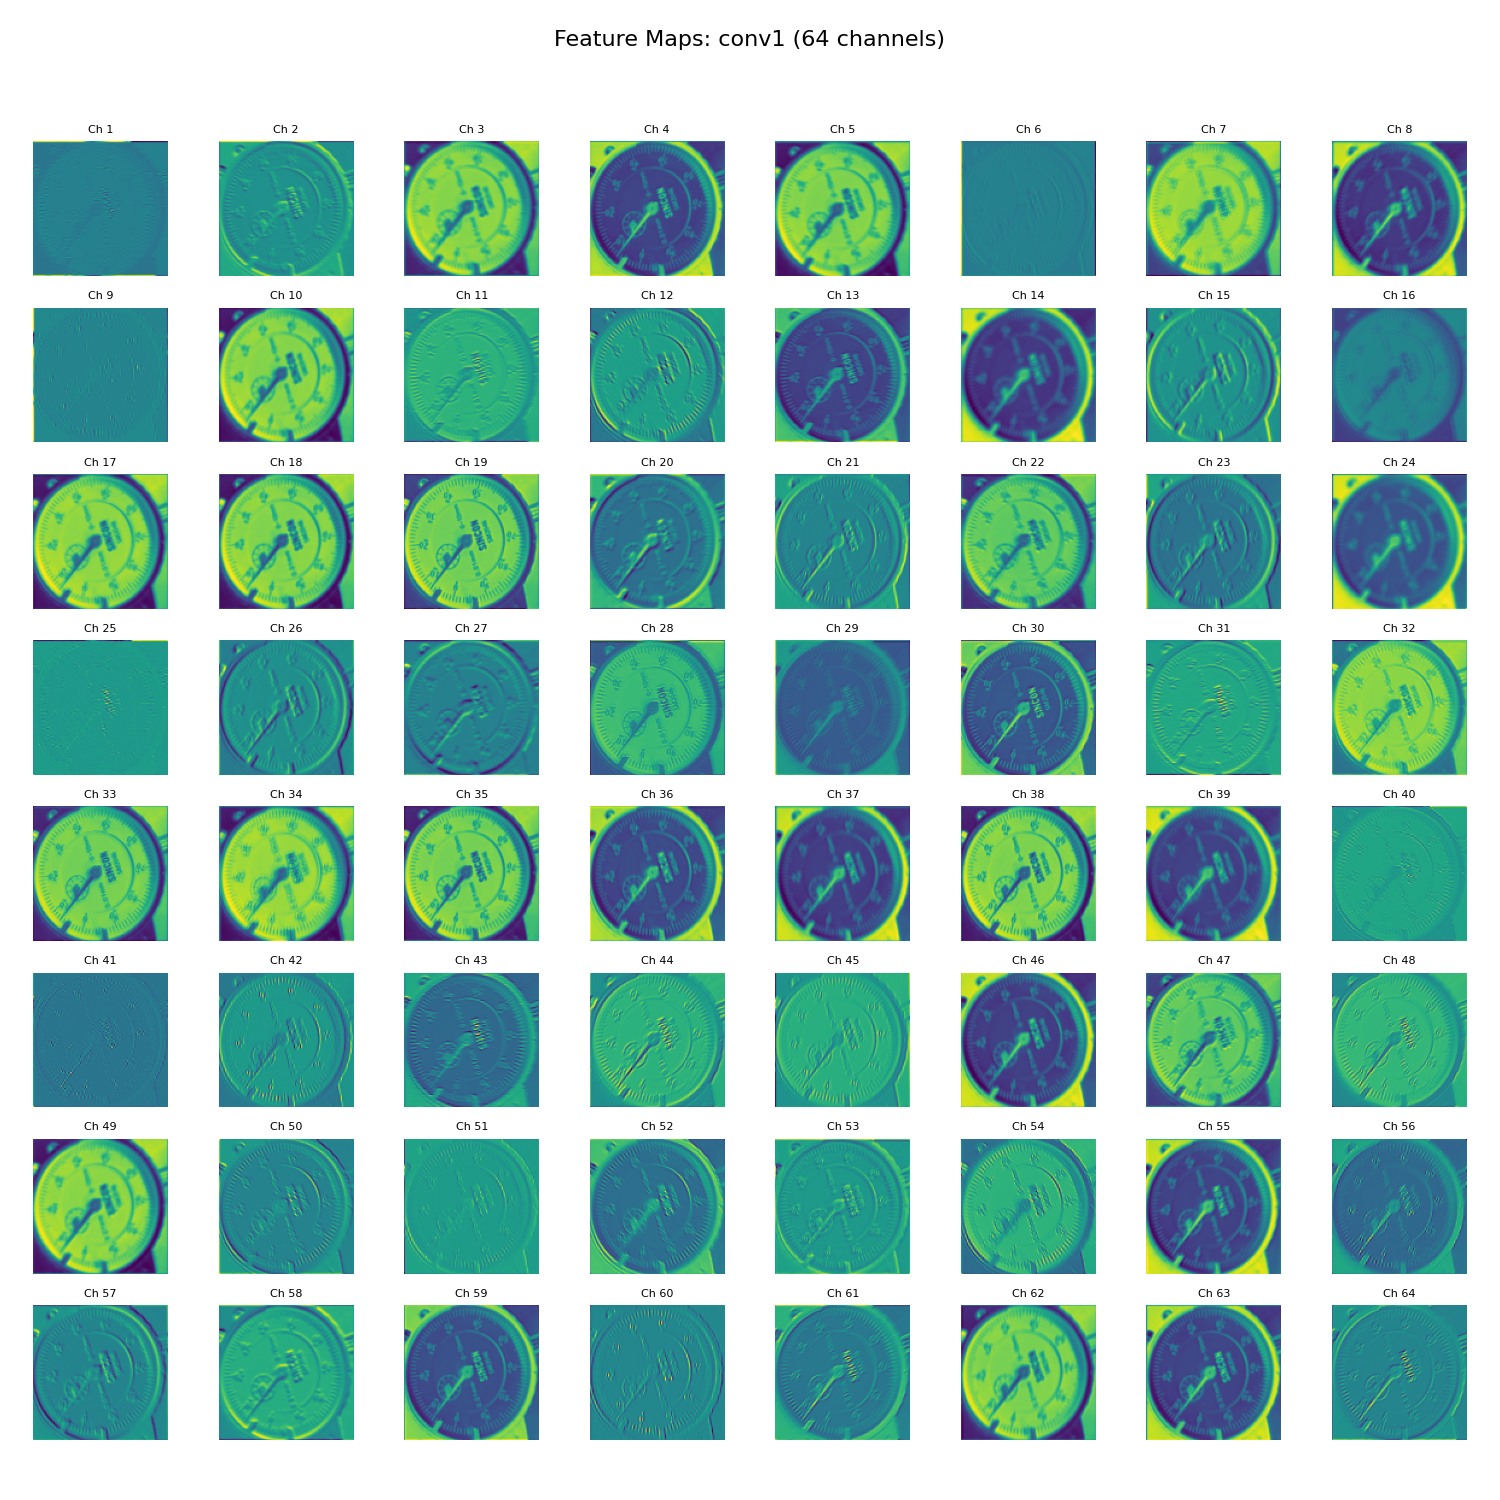 Feature Maps: conv1 (64 channels)
Ch 1 Ch 2 Ch 3 Ch 4 Ch 5 Ch 6 Ch 7 Ch 8
Ch 9 Ch 10 Ch 11 Ch 12 Ch 13 Ch 14 Ch 15 Ch 16
Ch 17 Ch 18 Ch 19 Ch 20 Ch 21 Ch 22 Ch 23 Ch 24
Ch 25 Ch 26 Ch 27 Ch 28 Ch 29 Ch 30 Ch 31 Ch 32
Ch 33 Ch 34 Ch 35 Ch 36 Ch 37 Ch 38 Ch 39 Ch 40
Ch 41 Ch 42 Ch 43 Ch 44 Ch 45 Ch 46 Ch 47 Ch 48
Ch 49 Ch 50 Ch 51 Ch 52 Ch 53 Ch 54 Ch 55 Ch 56
Ch 57 Ch 58 Ch 59 Ch 60 Ch 61 Ch 62 Ch 63 Ch 64